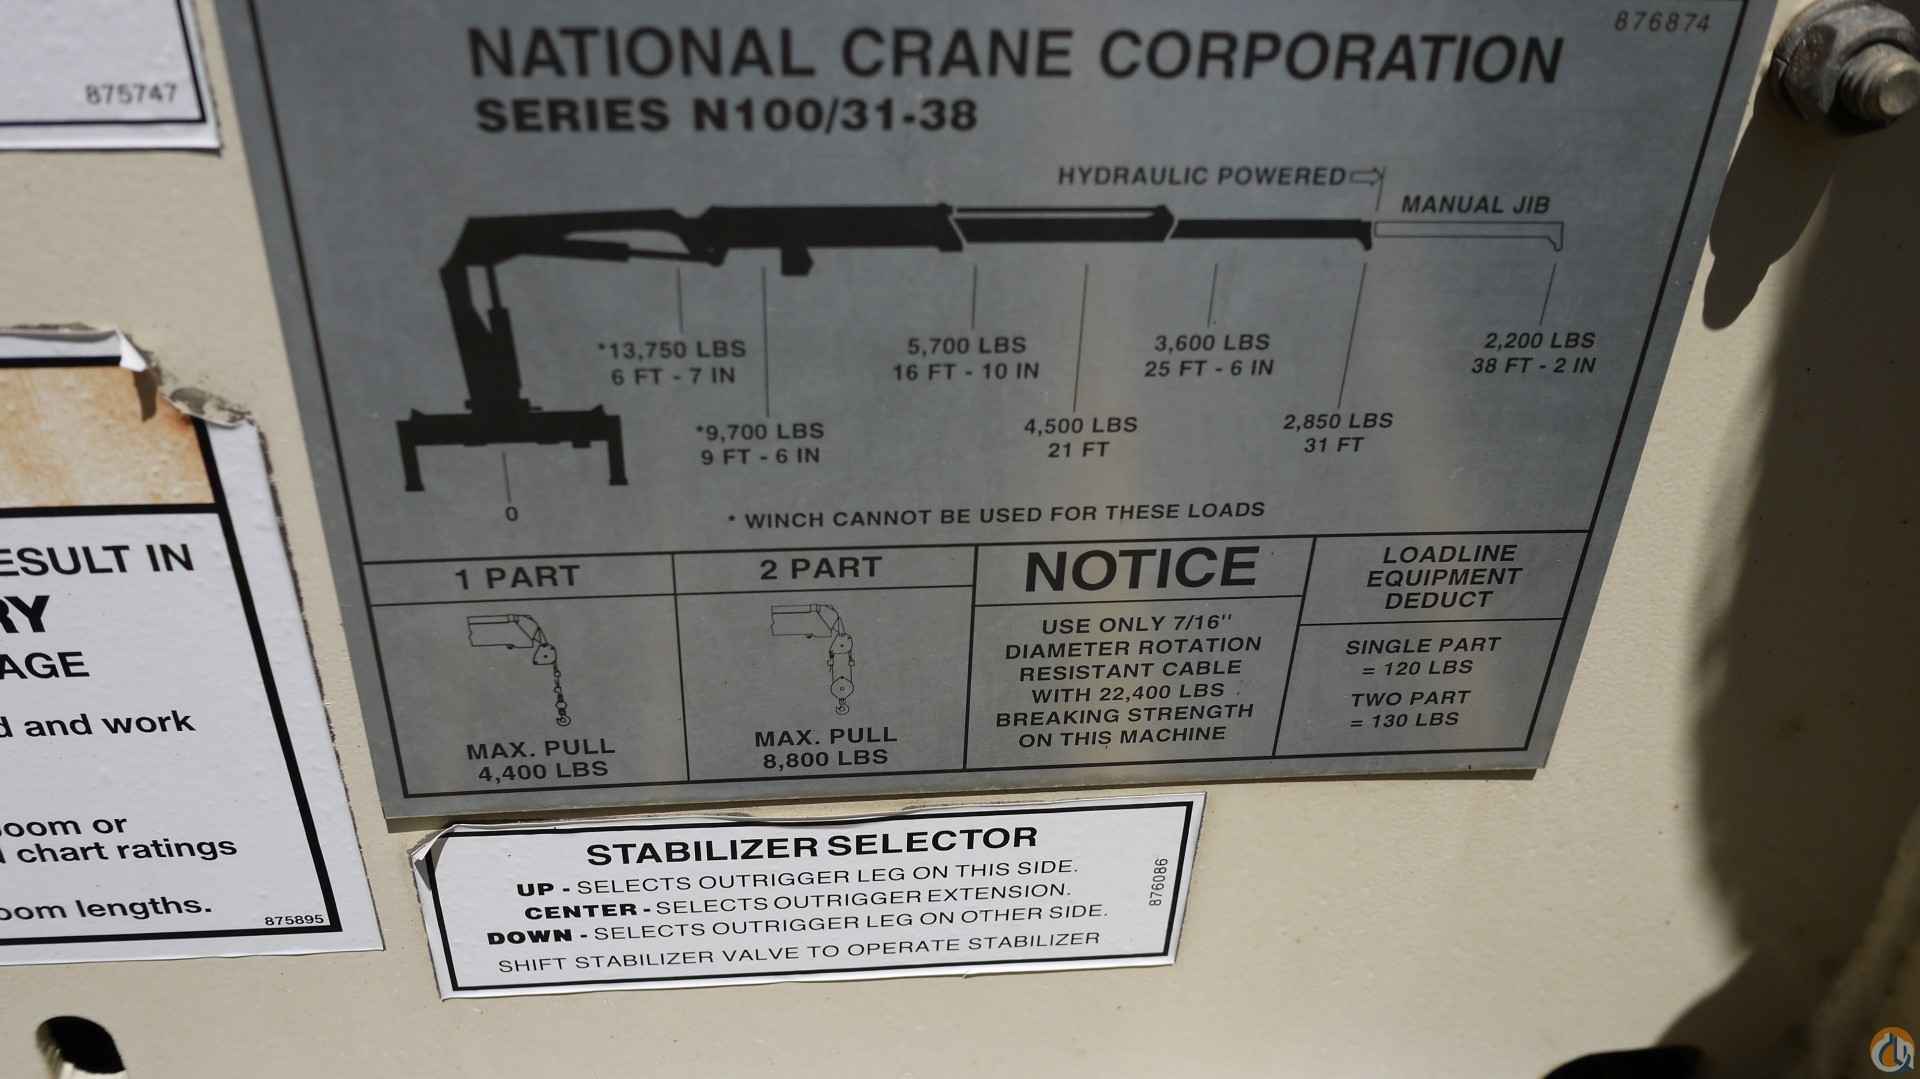 875747
876874
NATIONAL CRANE CORPORATION
SERIES N100/31-38
HYDRAULIC POWERED
MANUAL JIB
*13,750 LBS
6 FT - 7 IN
*9,700 LBS
9 FT - 6 IN
5,700 LBS
16 FT - 10 IN
4,500 LBS
21 FT
3,600 LBS
25 FT - 6 IN
2,850 LBS
31 FT
2,200 LBS
38 FT - 2 IN
0
* WINCH CANNOT BE USED FOR THESE LOADS
1 PART
MAX. PULL
4,400 LBS
2 PART
MAX. PULL
8,800 LBS
NOTICE
USE ONLY 7/16"
DIAMETER ROTATION
RESISTANT CABLE
WITH 22,400 LBS
BREAKING STRENGTH
ON THIS MACHINE
LOADLINE
EQUIPMENT
DEDUCT
SINGLE PART
= 120 LBS
TWO PART
= 130 LBS
ESULT IN
RY
AGE
d and work
boom or
chart ratings
oom lengths.
875895
STABILIZER SELECTOR
UP - SELECTS OUTRIGGER LEG ON THIS SIDE.
CENTER - SELECTS OUTRIGGER EXTENSION.
DOWN - SELECTS OUTRIGGER LEG ON OTHER SIDE.
SHIFT STABILIZER VALVE TO OPERATE STABILIZER
876086